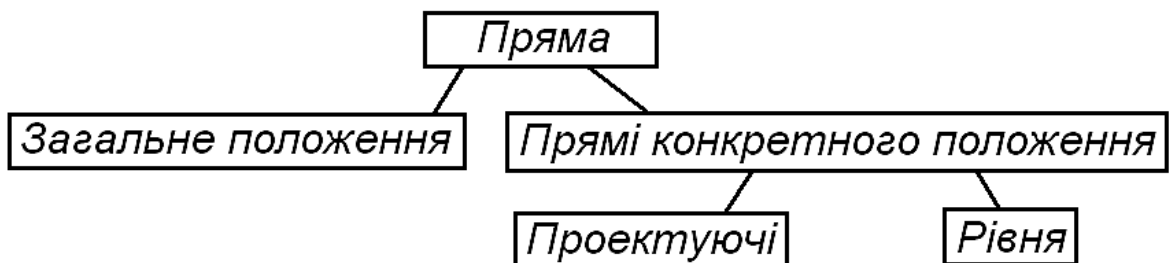 Пряма
Загальне положення
Прямі конкретного положення
Проектуючі
Рівня